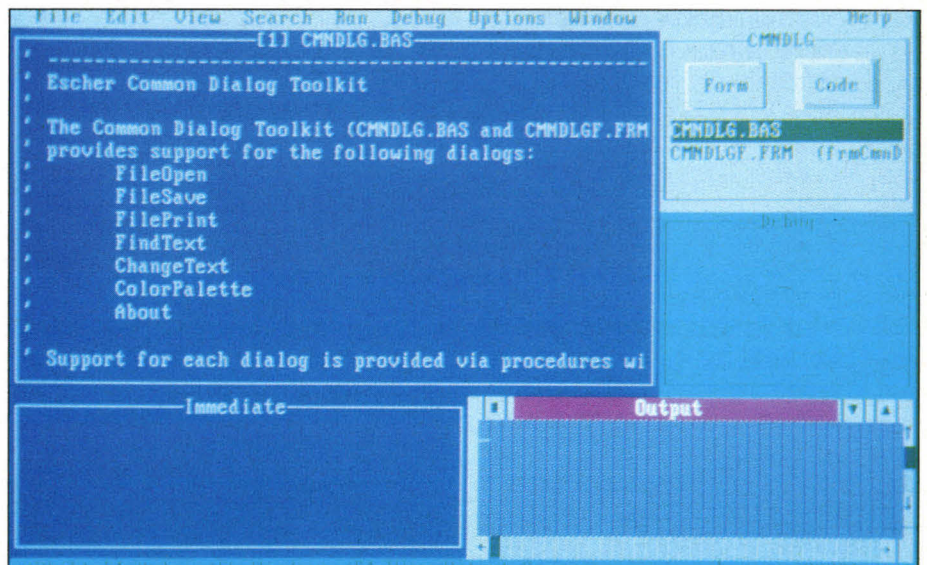 File Edit View Search Run Debug Options Window Help
[1] CMNDLG.BAS
' ----------------------------------------------------
' Escher Common Dialog Toolkit
'
' The Common Dialog Toolkit (CMNDLG.BAS and CMNDLGF.FRM
' provides support for the following dialogs:
' FileOpen
' FileSave
' FilePrint
' FindText
' ChangeText
' ColorPalette
' About
'
' Support for each dialog is provided via procedures wi
CMNDLG
Form Code
CMNDLG.BAS
CMNDLGF.FRM (frmCmnD
Debug
Immediate
Output